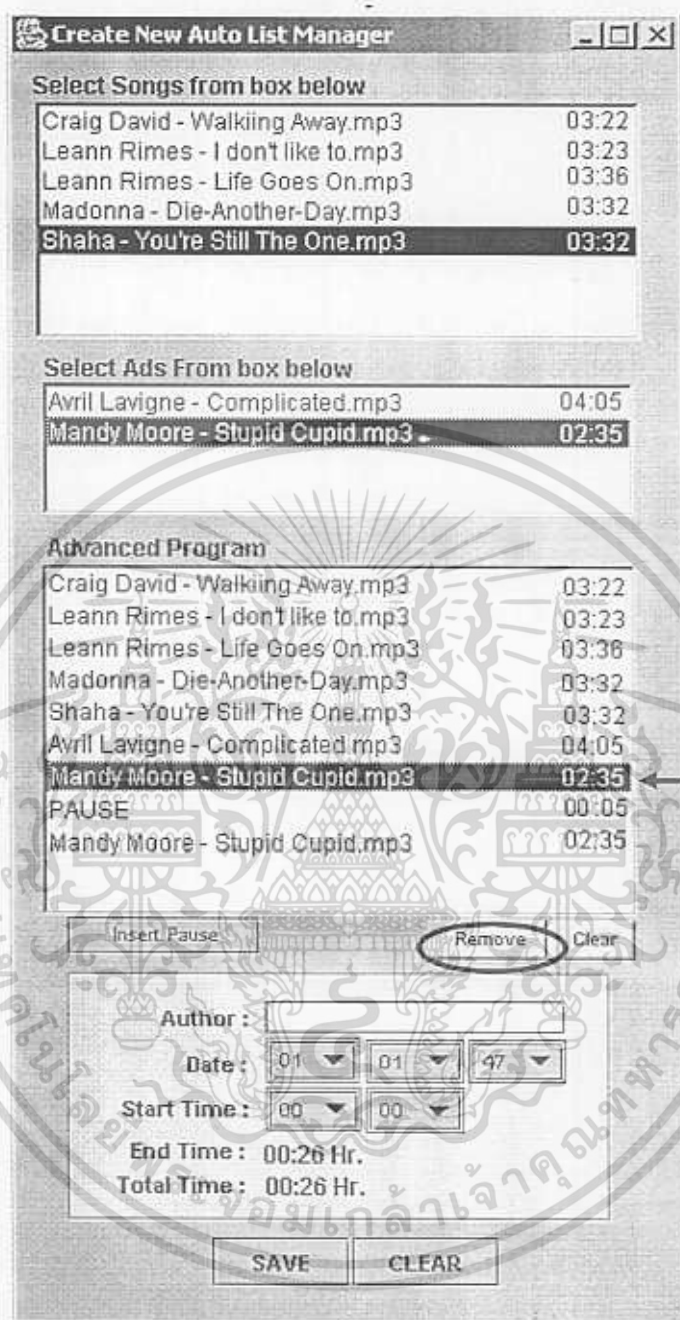 Create New Auto List Manager
Select Songs from box below
Craig David - Walkiing Away.mp3 03:22
Leann Rimes - I don't like to.mp3 03:23
Leann Rimes - Life Goes On.mp3 03:36
Madonna - Die-Another-Day.mp3 03:32
Shaha - You're Still The One.mp3 03:32
Select Ads From box below
Avril Lavigne - Complicated.mp3 04:05
Mandy Moore - Stupid Cupid.mp3 02:35
Advanced Program
Craig David - Walkiing Away.mp3 03:22
Leann Rimes - I don't like to.mp3 03:23
Leann Rimes - Life Goes On.mp3 03:36
Madonna - Die-Another-Day.mp3 03:32
Shaha - You're Still The One.mp3 03:32
Avril Lavigne - Complicated.mp3 04:05
Mandy Moore - Stupid Cupid.mp3 02:35
PAUSE 00:05
Mandy Moore - Stupid Cupid.mp3 02:35
Insert Pause Remove Clear
Author :
Date : 01 01 47
Start Time : 00 00
End Time : 00:26 Hr.
Total Time : 00:26 Hr.
SAVE CLEAR